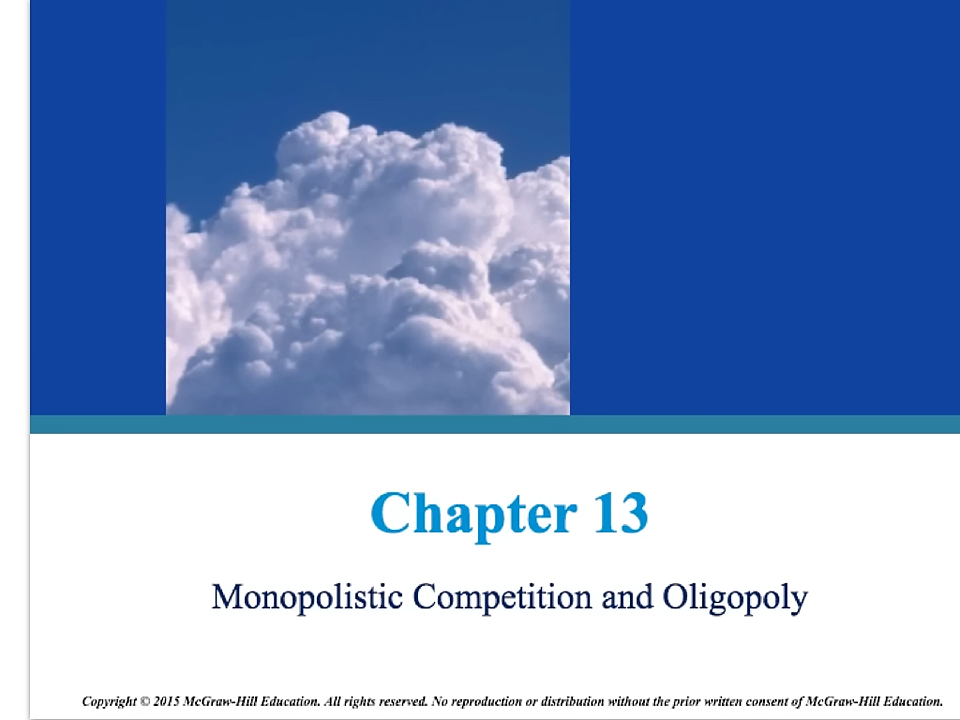 Chapter 13
Monopolistic Competition and Oligopoly
Copyright © 2015 McGraw-Hill Education. All rights reserved. No reproduction or distribution without the prior written consent of McGraw-Hill Education.